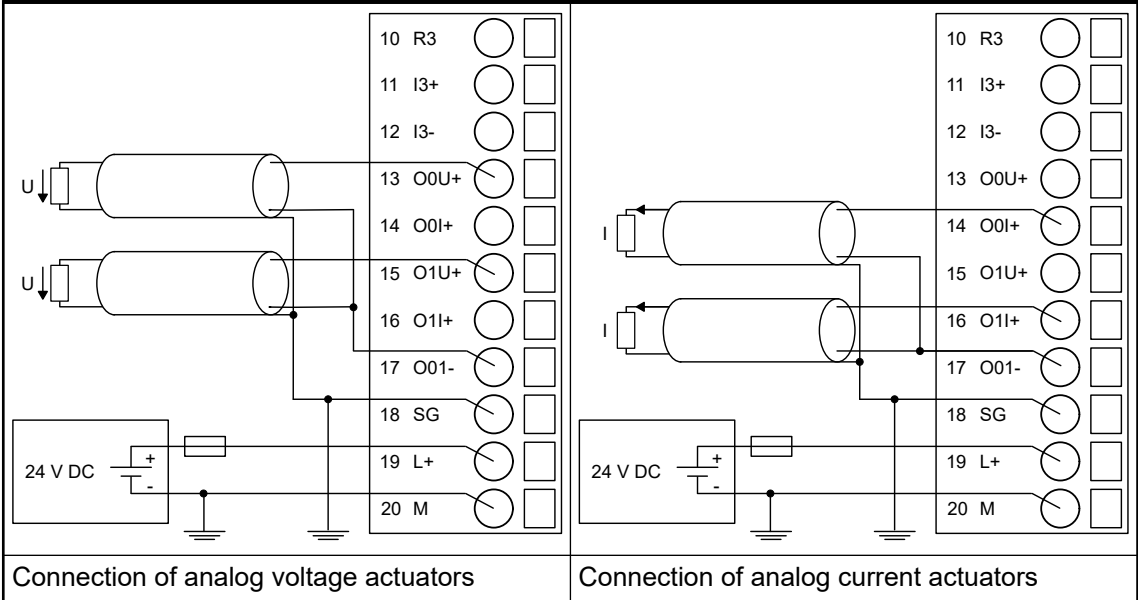 10 R3
11 I3+
12 I3-
13 O0U+
14 O0I+
15 O1U+
16 O1I+
17 O01-
18 SG
19 L+
20 M
U
U
24 V DC
+
-
Connection of analog voltage actuators
10 R3
11 I3+
12 I3-
13 O0U+
14 O0I+
15 O1U+
16 O1I+
17 O01-
18 SG
19 L+
20 M
I
I
24 V DC
+
-
Connection of analog current actuators